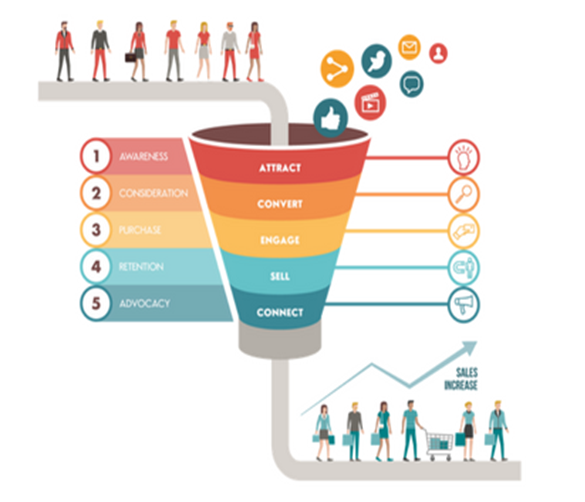 1 AWARENESS
ATTRACT
2 CONSIDERATION
CONVERT
3 PURCHASE
ENGAGE
4 RETENTION
SELL
5 ADVOCACY
CONNECT
SALES
INCREASE